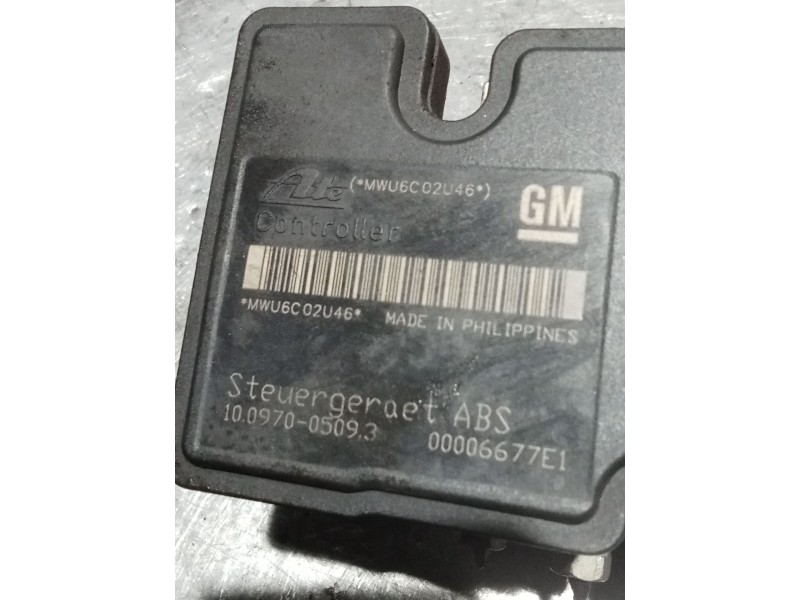 Ate (*MWU6C02U46*) GM
Controller
*MWU6C02U46* MADE IN PHILIPPINES
Steuergeraet ABS
10.0970-0509.3 00006677E1